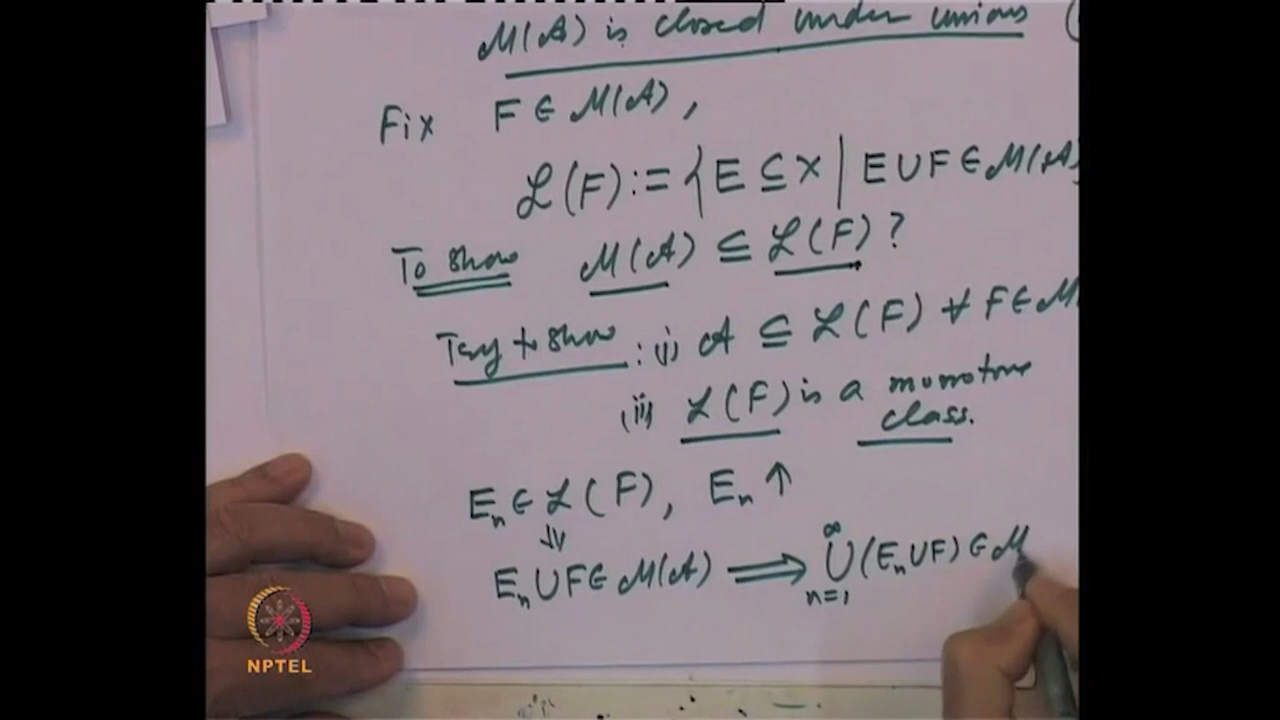 M(A) is closed under unions (
Fix F ∈ M(A),
L(F) := {E ⊆ X | E ∪ F ∈ M(A)
To show M(A) ⊆ L(F)?
Try to show : (i) A ⊆ L(F) ∀ F ∈ M
(ii) L(F) is a monotone
class.
Eₙ ∈ L(F), Eₙ ↑
⇓
Eₙ ∪ F ∈ M(A) ⟹ ∞ ∪ n=1 (Eₙ ∪ F) ∈ M
NPTEL